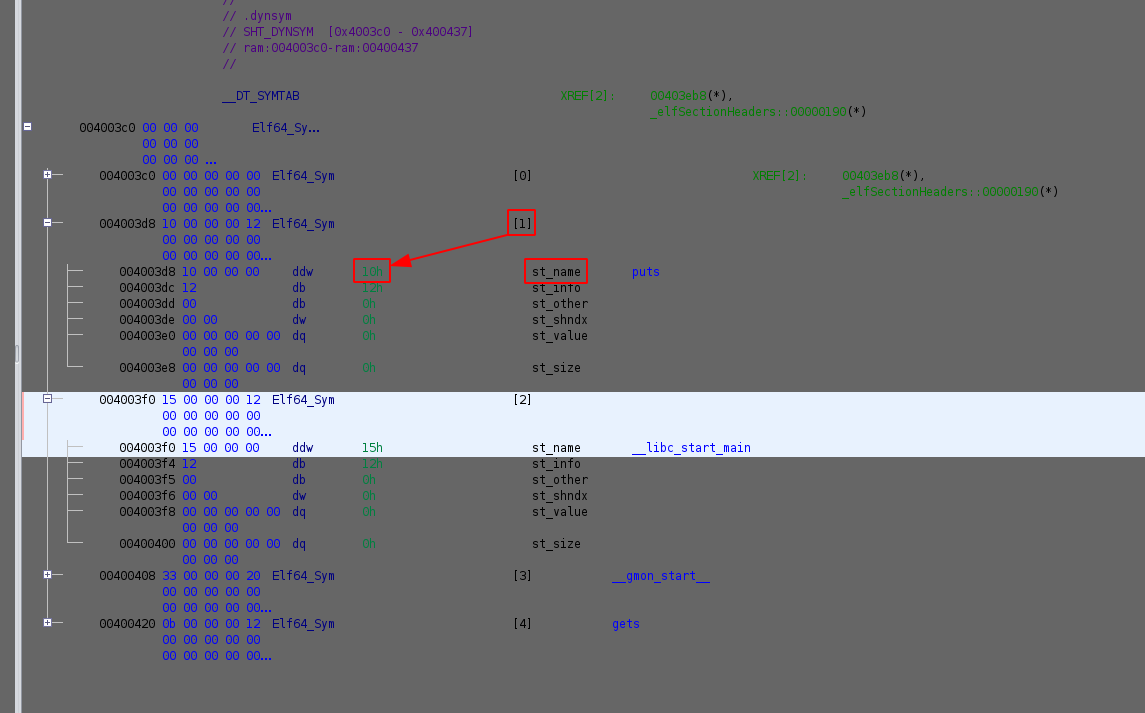 //
// .dynsym
// SHT_DYNSYM  [0x4003c0 - 0x400437]
// ram:004003c0-ram:00400437
//
__DT_SYMTAB XREF[2]: 00403eb8(*),
_elfSectionHeaders::00000190(*)
004003c0 00 00 00 Elf64_Sy...
00 00 00
00 00 00 ...
004003c0 00 00 00 00 00 Elf64_Sym [0] XREF[2]: 00403eb8(*),
00 00 00 00 00 _elfSectionHeaders::00000190(*)
00 00 00 00 00...
004003d8 10 00 00 00 12 Elf64_Sym [1]
00 00 00 00 00
00 00 00 00 00...
004003d8 10 00 00 00 ddw 10h st_name puts
004003dc 12 db 12h st_info
004003dd 00 db 0h st_other
004003de 00 00 dw 0h st_shndx
004003e0 00 00 00 00 00 dq 0h st_value
00 00 00
004003e8 00 00 00 00 00 dq 0h st_size
00 00 00
004003f0 15 00 00 00 12 Elf64_Sym [2]
00 00 00 00 00
00 00 00 00 00...
004003f0 15 00 00 00 ddw 15h st_name __libc_start_main
004003f4 12 db 12h st_info
004003f5 00 db 0h st_other
004003f6 00 00 dw 0h st_shndx
004003f8 00 00 00 00 00 dq 0h st_value
00 00 00
00400400 00 00 00 00 00 dq 0h st_size
00 00 00
00400408 33 00 00 00 20 Elf64_Sym [3] __gmon_start__
00 00 00 00 00
00 00 00 00 00...
00400420 0b 00 00 00 12 Elf64_Sym [4] gets
00 00 00 00 00
00 00 00 00 00...